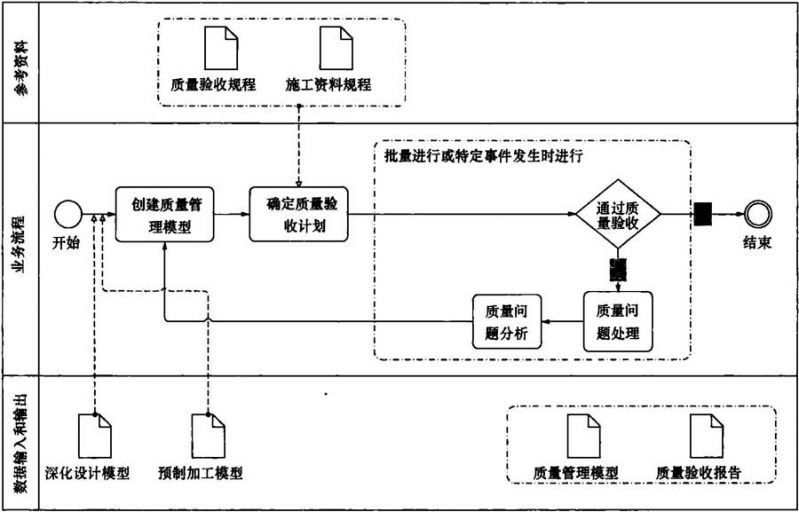 参考资料
质量验收规程
施工资料规程
业务流程
批量进行或特定事件发生时进行
开始
创建质量管
理模型
确定质量验
收计划
通过质
量验收
结束
质量问
题分析
质量问
题处理
数据输入和输出
深化设计模型
预制加工模型
质量管理模型
质量验收报告